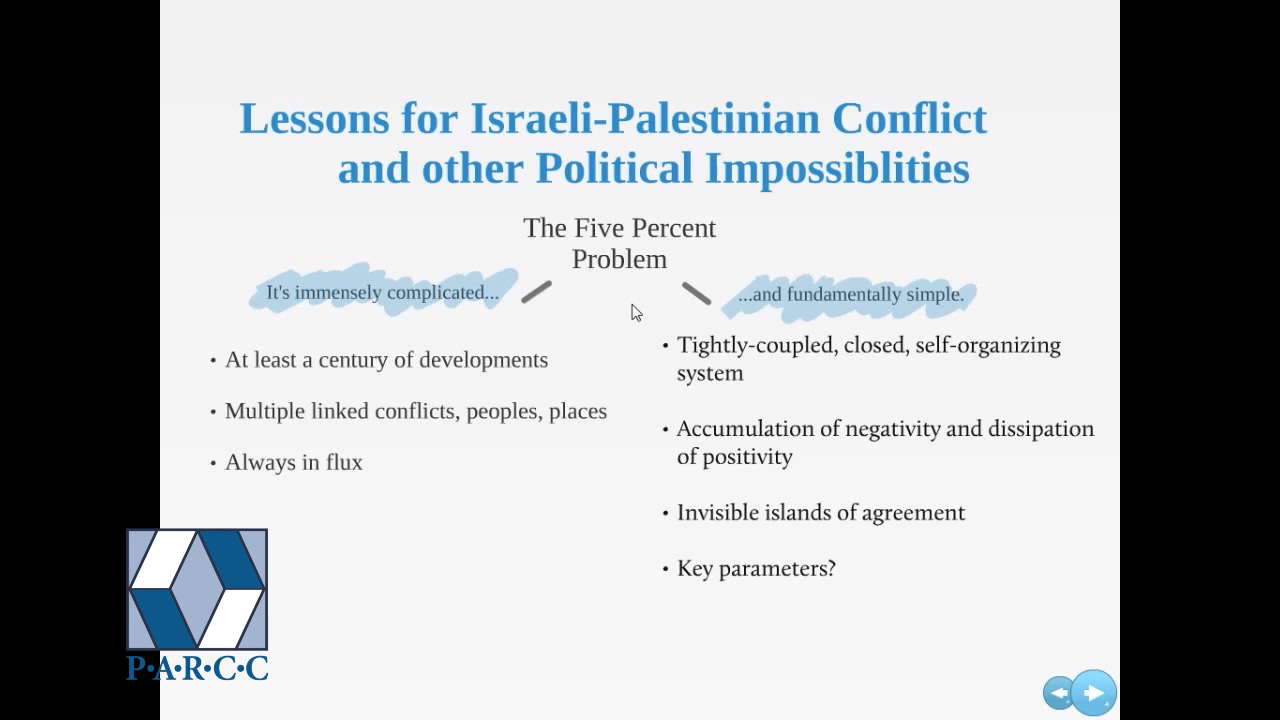 Lessons for Israeli-Palestinian Conflict
and other Political Impossiblities
The Five Percent
Problem
It's immensely complicated...
...and fundamentally simple.
• At least a century of developments
• Multiple linked conflicts, peoples, places
• Always in flux
• Tightly-coupled, closed, self-organizing
system
• Accumulation of negativity and dissipation
of positivity
• Invisible islands of agreement
• Key parameters?
P•A•R•C•C